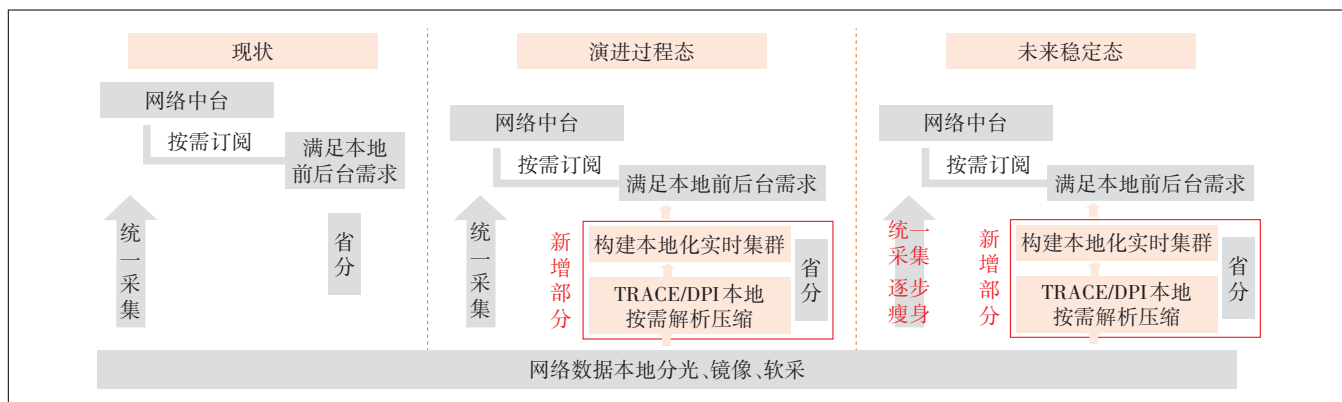 现状
网络中台
按需订阅
满足本地
前后台需求
统一采集
省分
演进过程态
网络中台
按需订阅
满足本地前后台需求
统一采集
新增部分
构建本地化实时集群
TRACE/DPI本地
按需解析压缩
省分
未来稳定态
网络中台
按需订阅
满足本地前后台需求
统一
采集
逐步
瘦身
新增部分
构建本地化实时集群
TRACE/DPI本地
按需解析压缩
省分
网络数据本地分光、镜像、软采